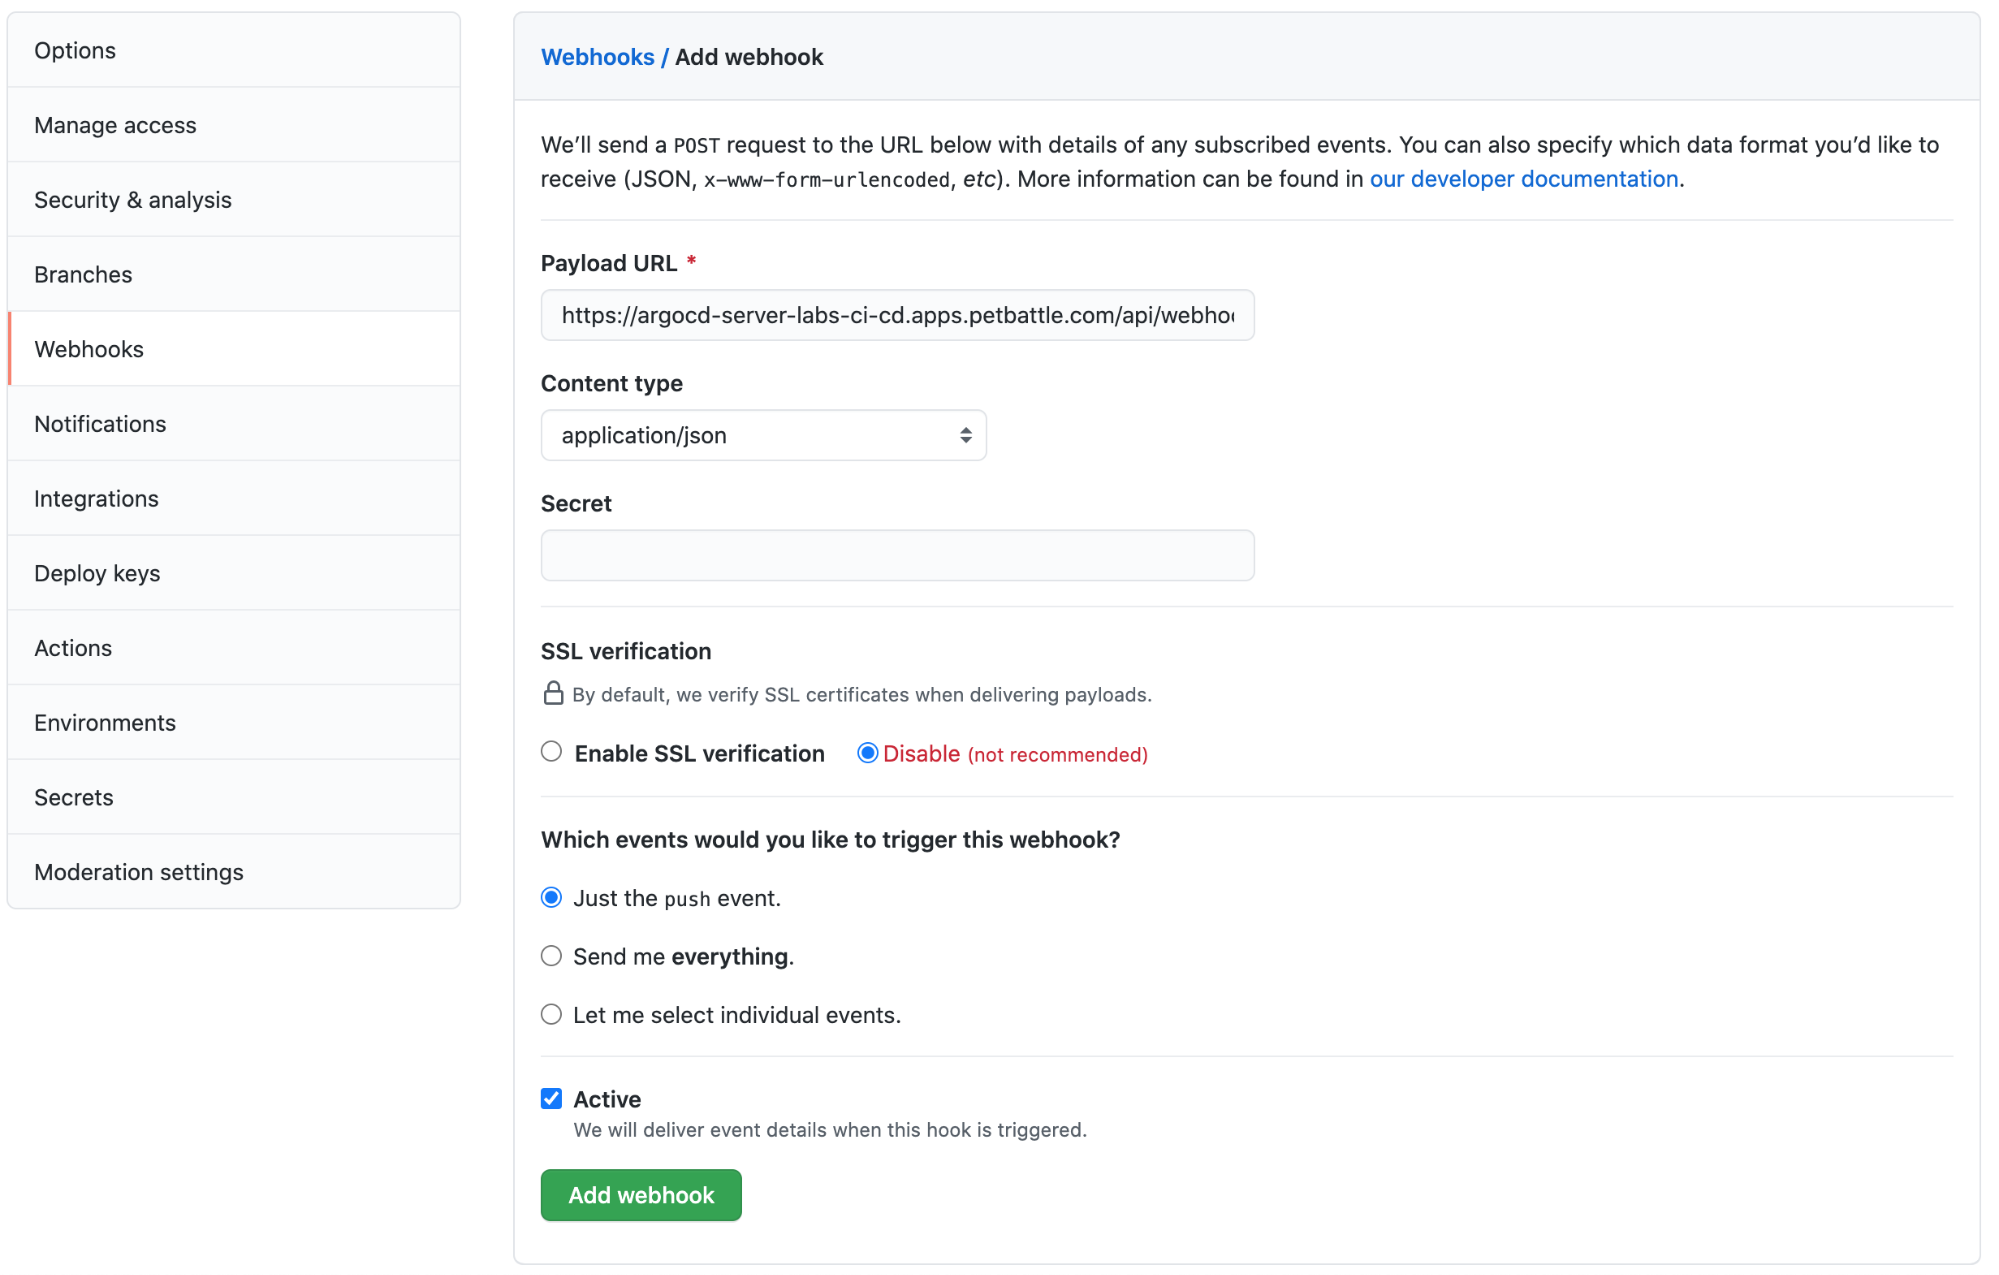 Options
Manage access
Security & analysis
Branches
Webhooks
Notifications
Integrations
Deploy keys
Actions
Environments
Secrets
Moderation settings
Webhooks / Add webhook
We’ll send a POST request to the URL below with details of any subscribed events. You can also specify which data format you’d like to
receive (JSON, x-www-form-urlencoded, etc). More information can be found in our developer documentation.
Payload URL *
https://argocd-server-labs-ci-cd.apps.petbattle.com/api/webho
Content type
application/json
Secret
SSL verification
By default, we verify SSL certificates when delivering payloads.
Enable SSL verification Disable (not recommended)
Which events would you like to trigger this webhook?
Just the push event.
Send me everything.
Let me select individual events.
Active
We will deliver event details when this hook is triggered.
Add webhook